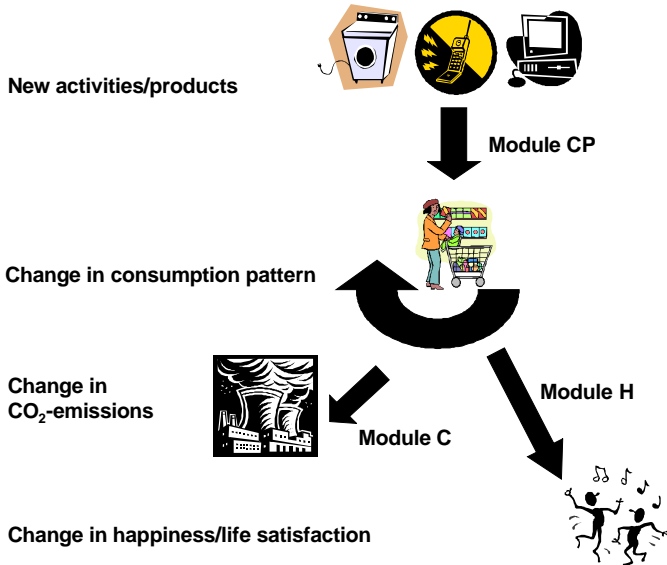 New activities/products
Module CP
Change in consumption pattern
Change in
CO₂-emissions
Module H
Module C
Change in happiness/life satisfaction